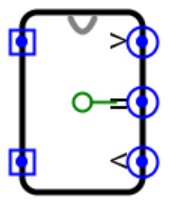 >
=
<